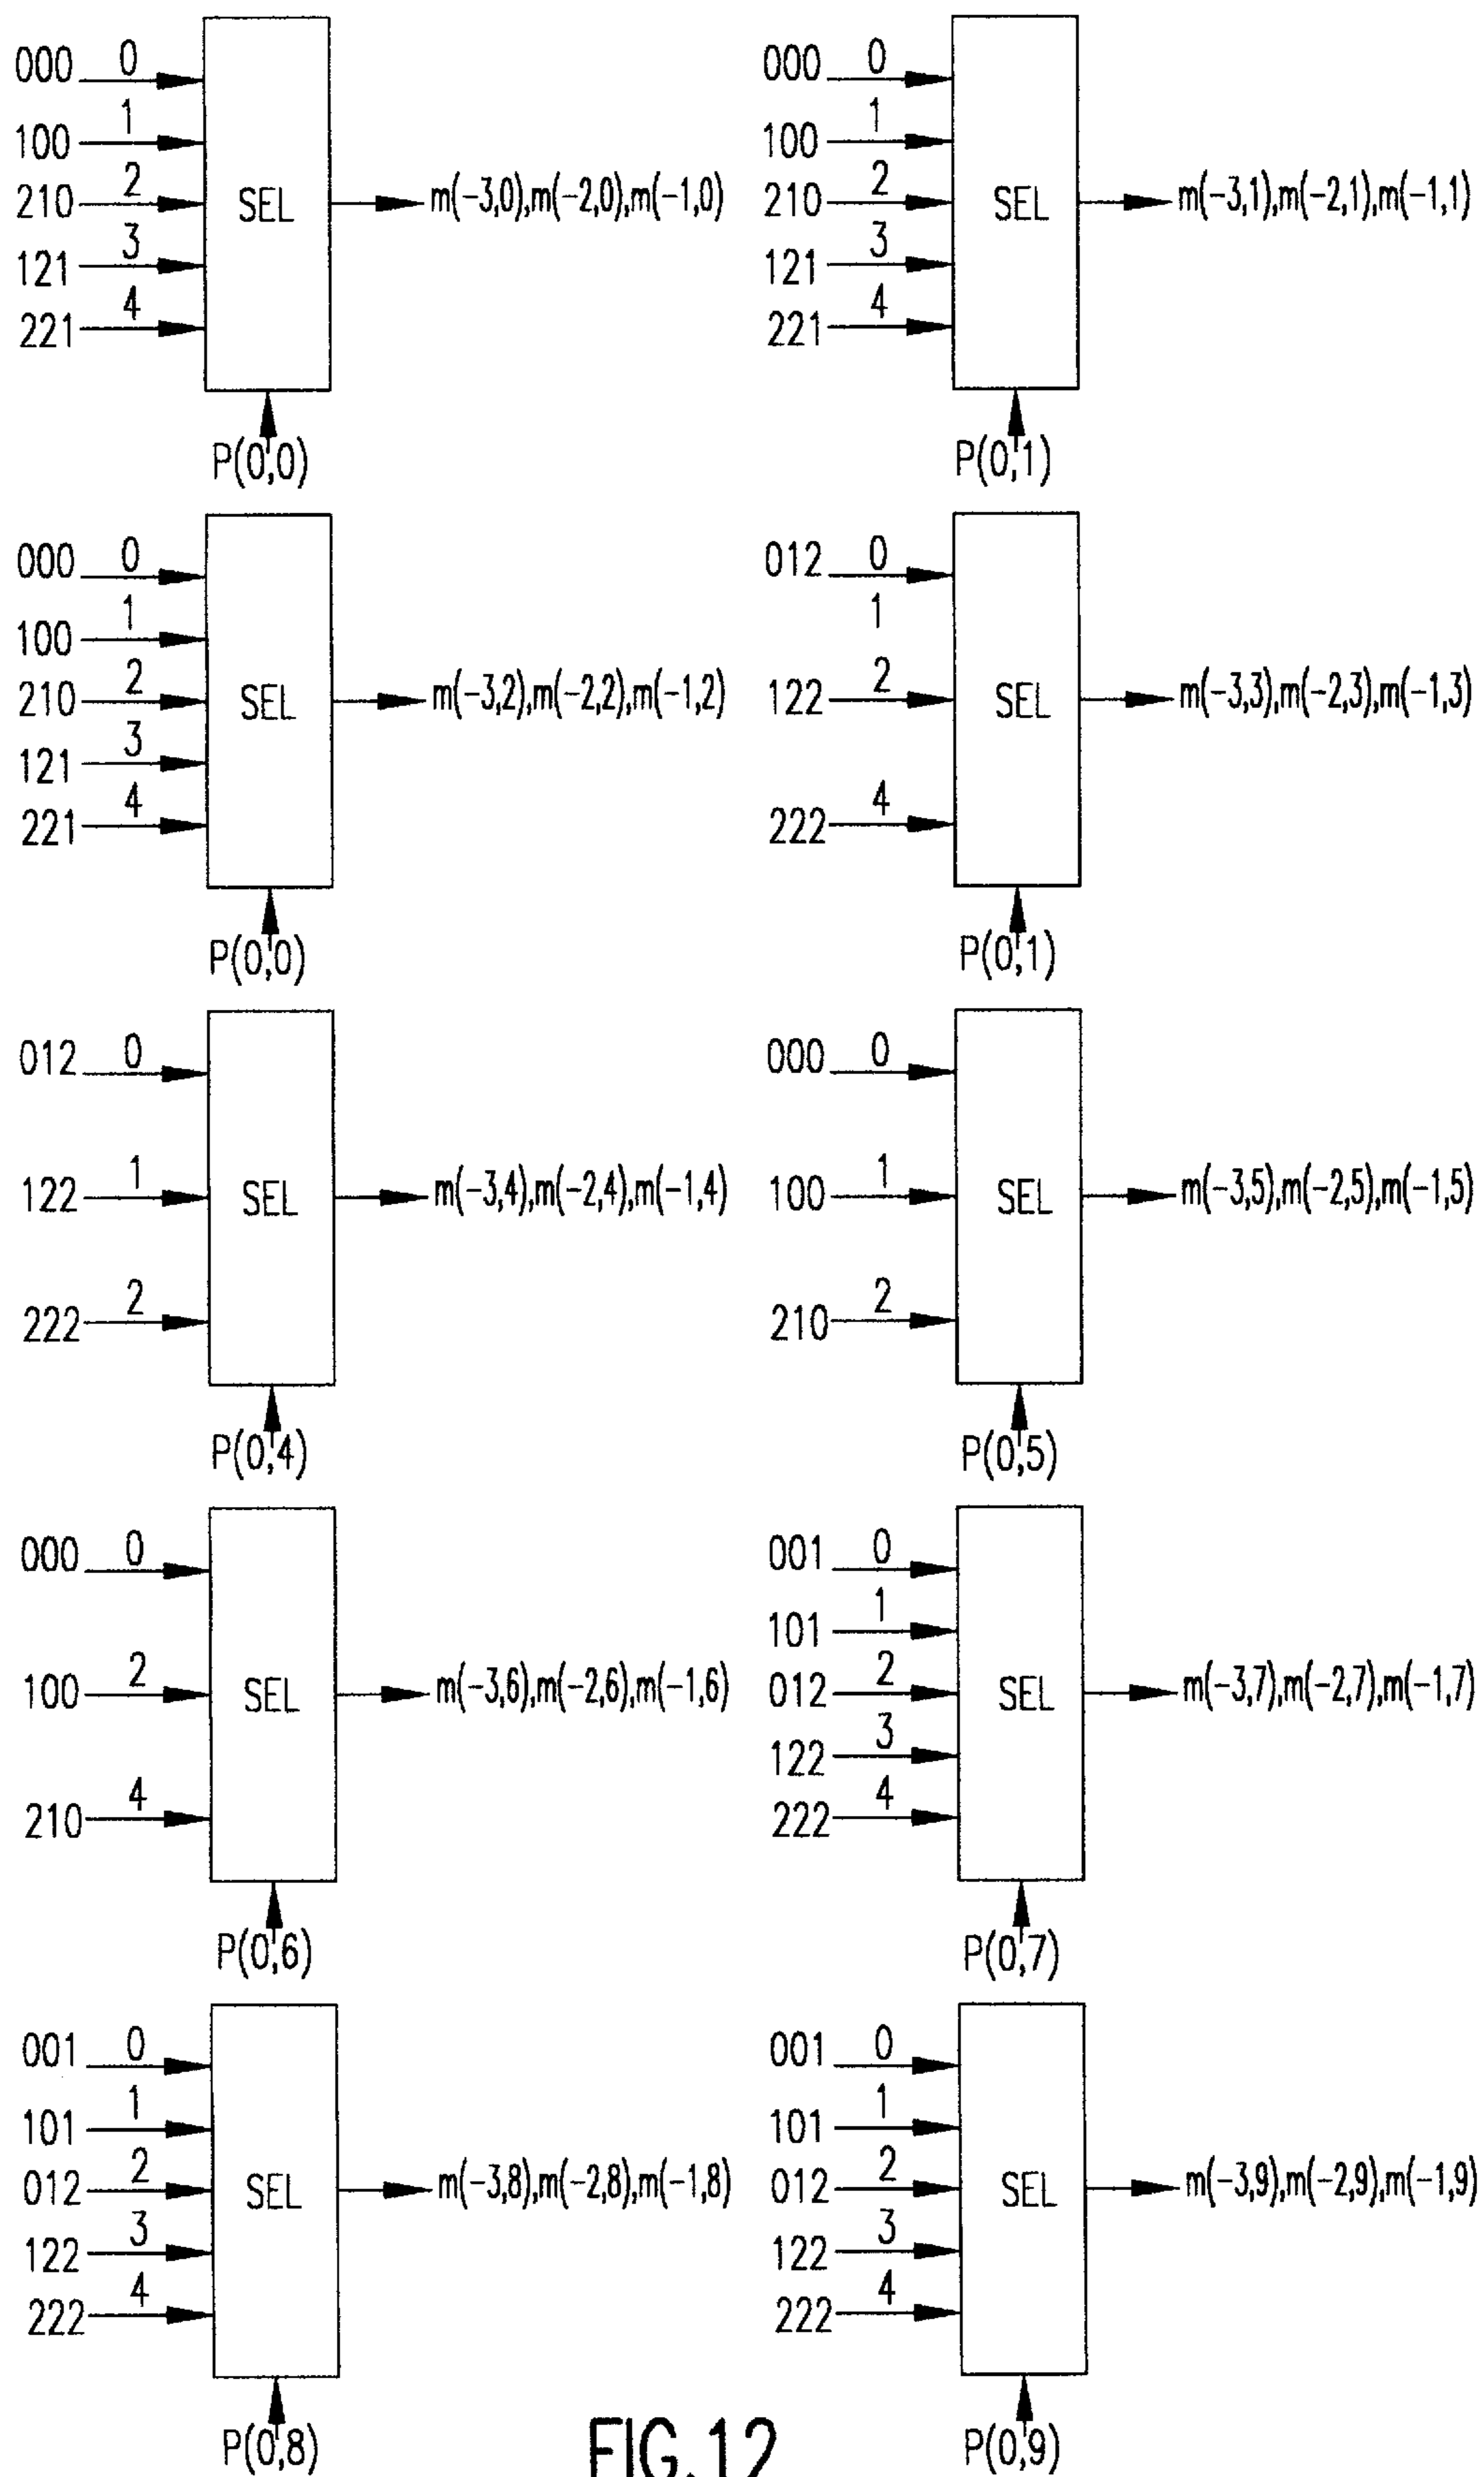 000 0
100 1
210 2
121 3
221 4
SEL
m(-3,0),m(-2,0),m(-1,0)
P(0,0)
000 0
100 1
210 2
121 3
221 4
SEL
m(-3,1),m(-2,1),m(-1,1)
P(0,1)
000 0
100 1
210 2
121 3
221 4
SEL
m(-3,2),m(-2,2),m(-1,2)
P(0,0)
012 0
1
122 2
222 4
SEL
m(-3,3),m(-2,3),m(-1,3)
P(0,1)
012 0
122 1
222 2
SEL
m(-3,4),m(-2,4),m(-1,4)
P(0,4)
000 0
100 1
210 2
SEL
m(-3,5),m(-2,5),m(-1,5)
P(0,5)
000 0
100 2
210 4
SEL
m(-3,6),m(-2,6),m(-1,6)
P(0,6)
001 0
101 1
012 2
122 3
222 4
SEL
m(-3,7),m(-2,7),m(-1,7)
P(0,7)
001 0
101 1
012 2
122 3
222 4
SEL
m(-3,8),m(-2,8),m(-1,8)
P(0,8)
001 0
101 1
012 2
122 3
222 4
SEL
m(-3,9),m(-2,9),m(-1,9)
P(0,9)
FIG.12